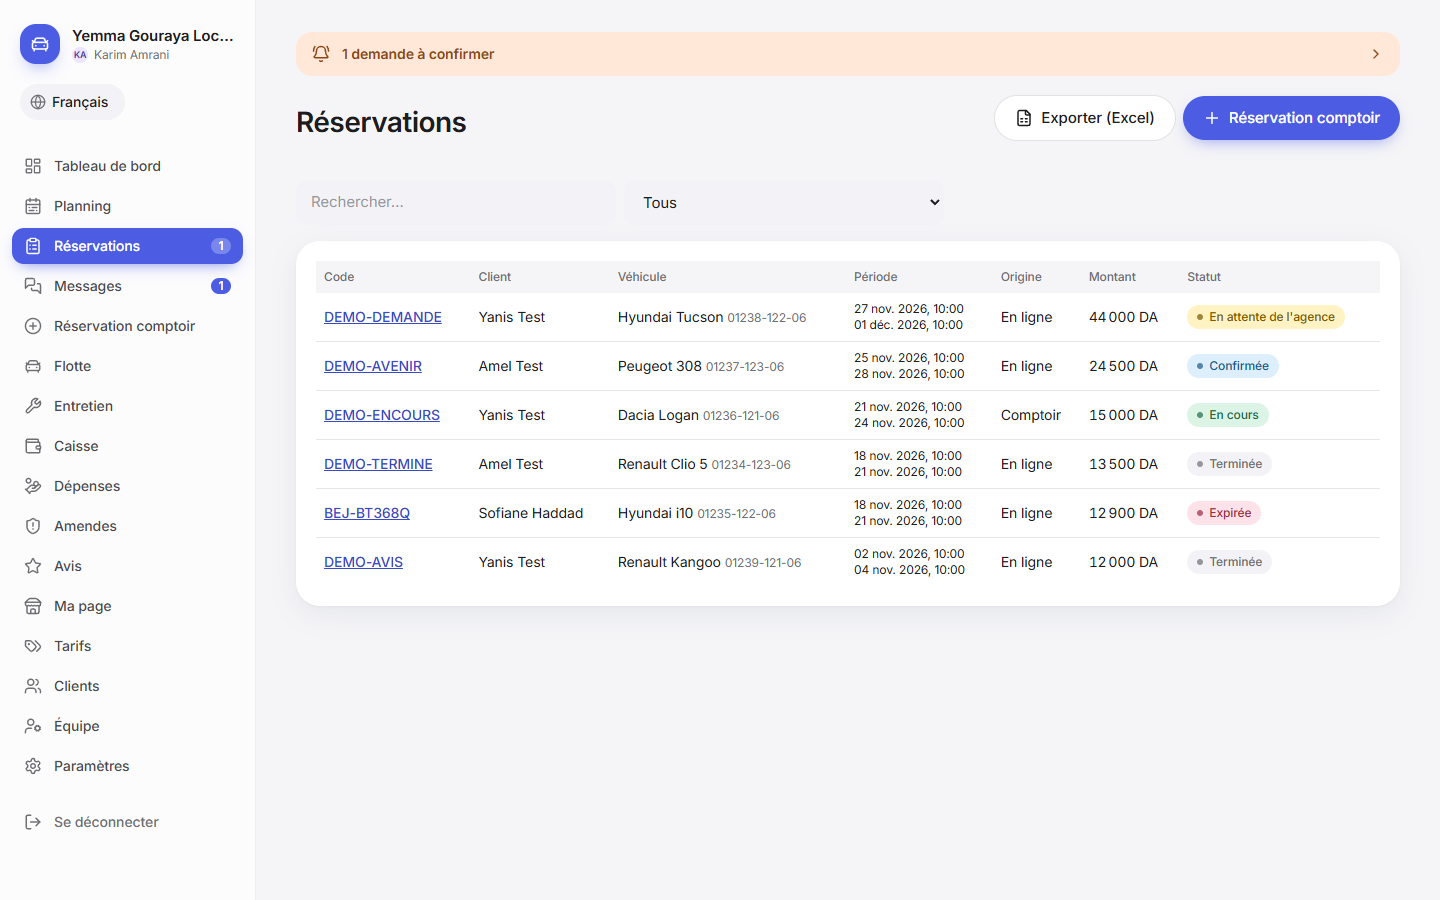 Yemma Gouraya Loc...
KA Karim Amrani
Français
Tableau de bord
Planning
Réservations 1
Messages 1
Réservation comptoir
Flotte
Entretien
Caisse
Dépenses
Amendes
Avis
Ma page
Tarifs
Clients
Équipe
Paramètres
Se déconnecter
1 demande à confirmer
Réservations
Exporter (Excel)
Réservation comptoir
Rechercher...
Tous
Code Client Véhicule Période Origine Montant Statut
DEMO-DEMANDE Yanis Test Hyundai Tucson 01238-122-06 27 nov. 2026, 10:00 En ligne 44 000 DA En attente de l'agence
01 déc. 2026, 10:00
DEMO-AVENIR Amel Test Peugeot 308 01237-123-06 25 nov. 2026, 10:00 En ligne 24 500 DA Confirmée
28 nov. 2026, 10:00
DEMO-ENCOURS Yanis Test Dacia Logan 01236-121-06 21 nov. 2026, 10:00 Comptoir 15 000 DA En cours
24 nov. 2026, 10:00
DEMO-TERMINE Amel Test Renault Clio 5 01234-123-06 18 nov. 2026, 10:00 En ligne 13 500 DA Terminée
21 nov. 2026, 10:00
BEJ-BT368Q Sofiane Haddad Hyundai i10 01235-122-06 18 nov. 2026, 10:00 En ligne 12 900 DA Expirée
21 nov. 2026, 10:00
DEMO-AVIS Yanis Test Renault Kangoo 01239-121-06 02 nov. 2026, 10:00 En ligne 12 000 DA Terminée
04 nov. 2026, 10:00